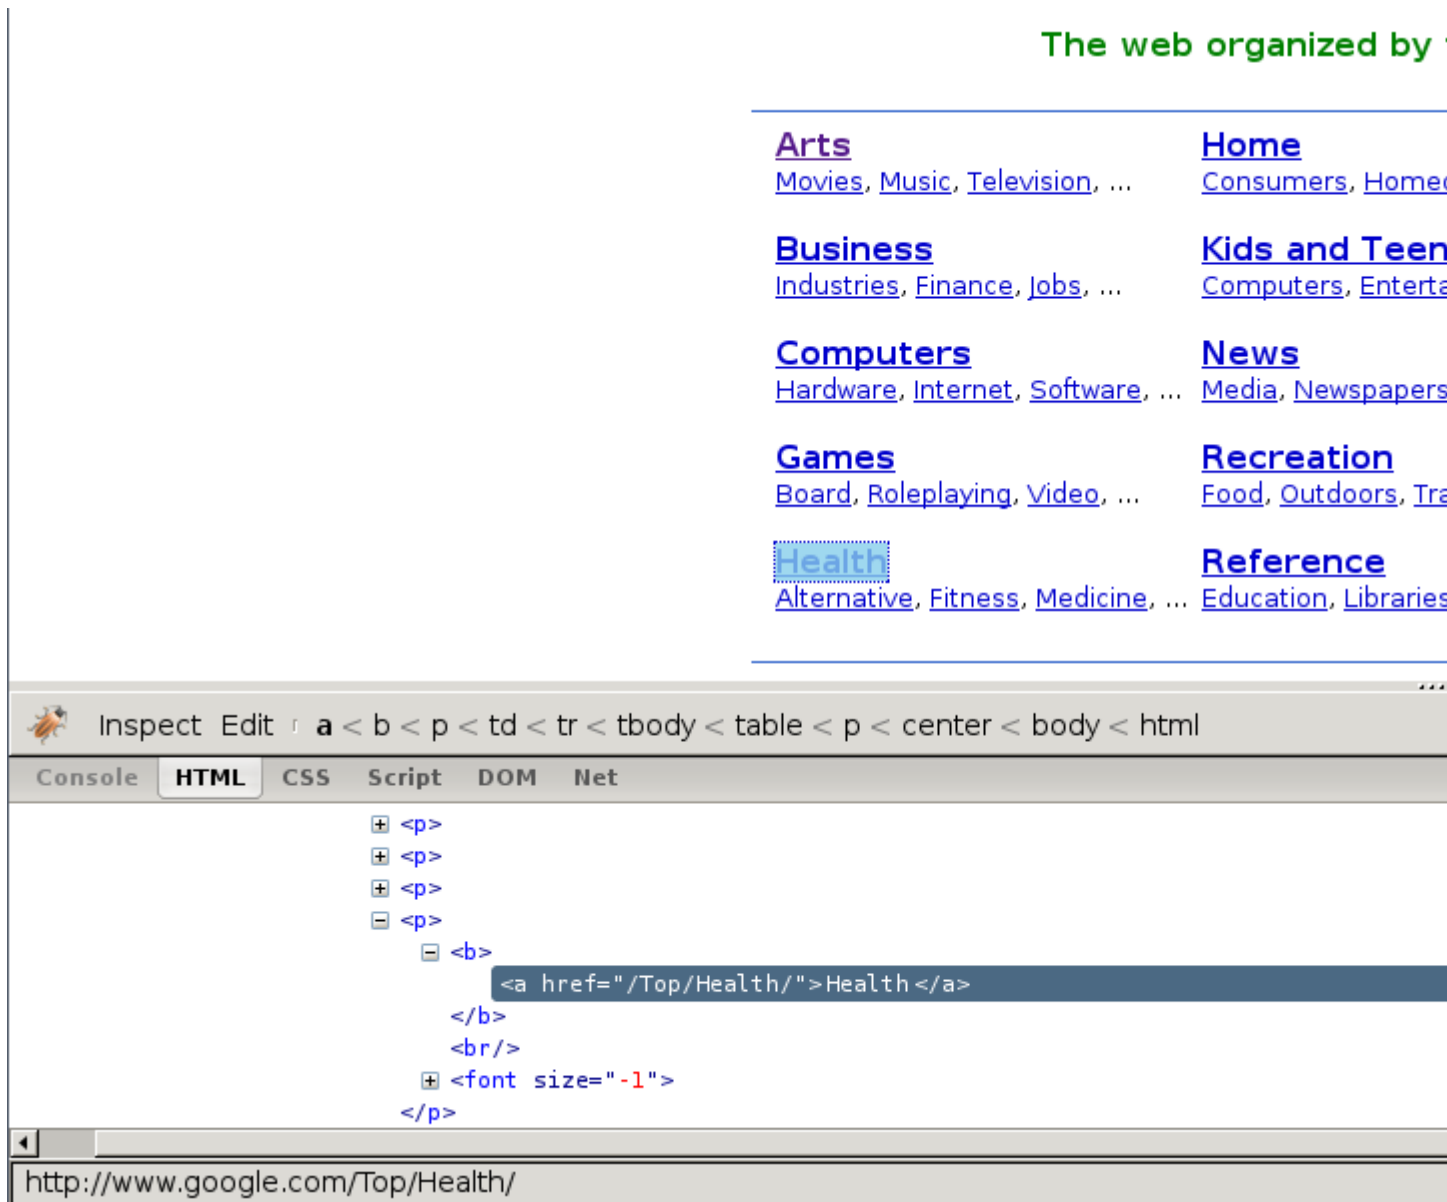 The web organized by
Arts Home
Movies, Music, Television, ... Consumers,
Business Kids and Teen
Industries, Finance, Jobs, ... Computers,
Computers News
Hardware, Internet, Software, ... Media, Newspapers
Games Recreation
Board, Roleplaying, Video, ... Food, Outdoors,
Health Reference
Alternative, Fitness, Medicine, ... Education, Libraries
Inspect Edit a < b < p < td < tr < tbody < table < p < center < body < html
Console HTML CSS Script DOM Net
<p>
<p>
<p>
<p>
<b>
<a href="/Top/Health/">Health</a>
</b>
<br/>
<font size="-1">
</p>
http://www.google.com/Top/Health/